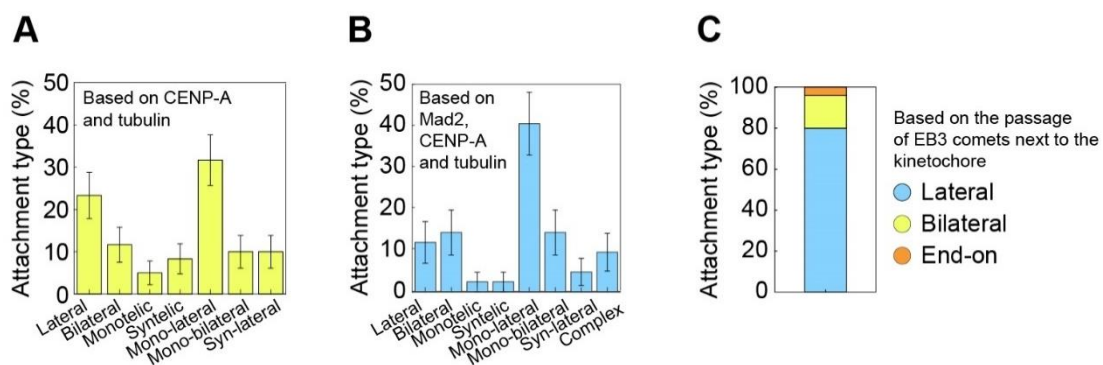 A
Attachment type (%)
50
40
30
20
10
0
Based on CENP-A
and tubulin
Lateral
Bilateral
Monotelic
Syntelic
Mono-lateral
Mono-bilateral
Syn-lateral
B
Attachment type (%)
50
40
30
20
10
0
Based on
Mad2,
CENP-A
and tubulin
Lateral
Bilateral
Monotelic
Syntelic
Mono-lateral
Mono-bilateral
Syn-lateral
Complex
C
Attachment type (%)
100
80
60
40
20
0
Based on the passage
of EB3 comets next to the
kinetochore
Lateral
Bilateral
End-on